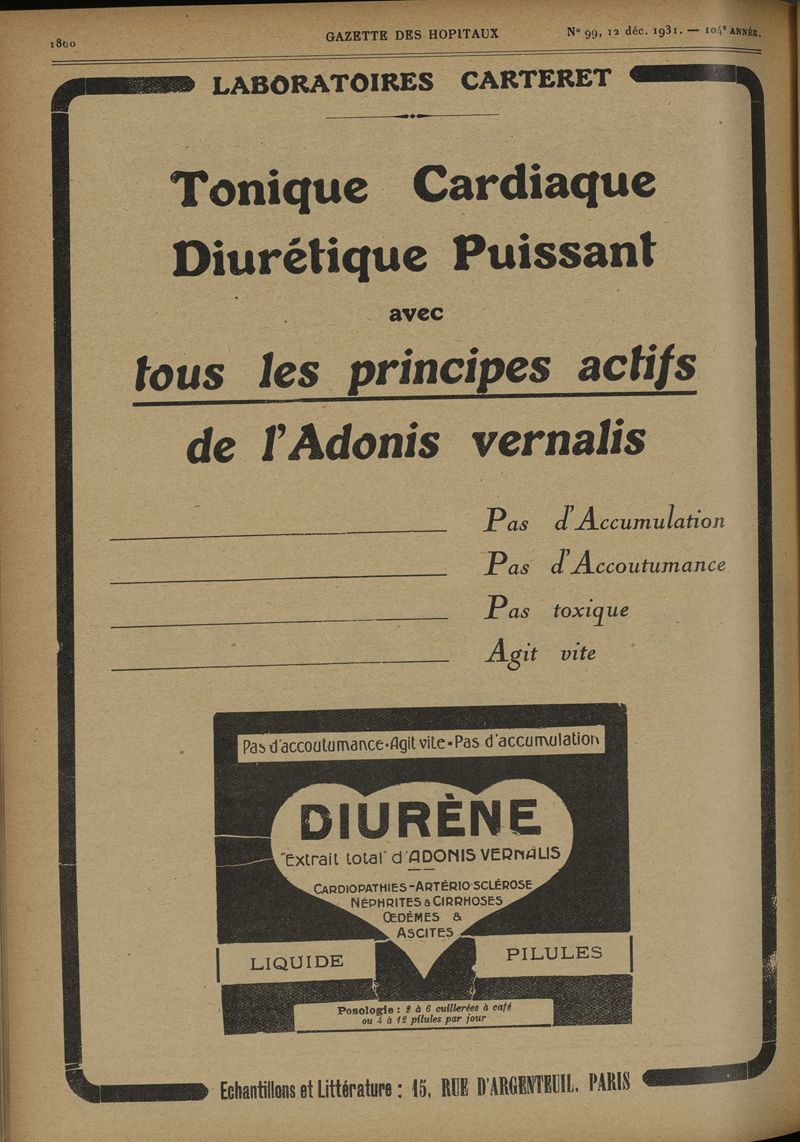 1800
GAZETTE DES HOPITAUX
N° 99, 12 déc. 1931. — 104e ANNÉE.
LABORATOIRES CARTERET
Tonique Cardiaque
Diurétique Puissant
avec
tous les principes actifs
de l'Adonis vernalis
Pas d'Accumulation
Pas d'Accoutumance
Pas toxique
Agit vite
Pas d'accoutumance·Agit vite-Pas d'accumulation
DIURÈNE
"Extrait total" d'ADONIS VERNALIS
CARDIOPATHIES-ARTÉRIO-SCLÉROSE
NÉPHRITES & CIRRHOSES
ŒDÉMES &
ASCITES
LIQUIDE
PILULES
Posologie : 2 à 6 cuillerées à café
ou 4 à 12 pilules par jour
Echantillons et Littérature : 15, RUE D'ARGENTEUIL. PARIS